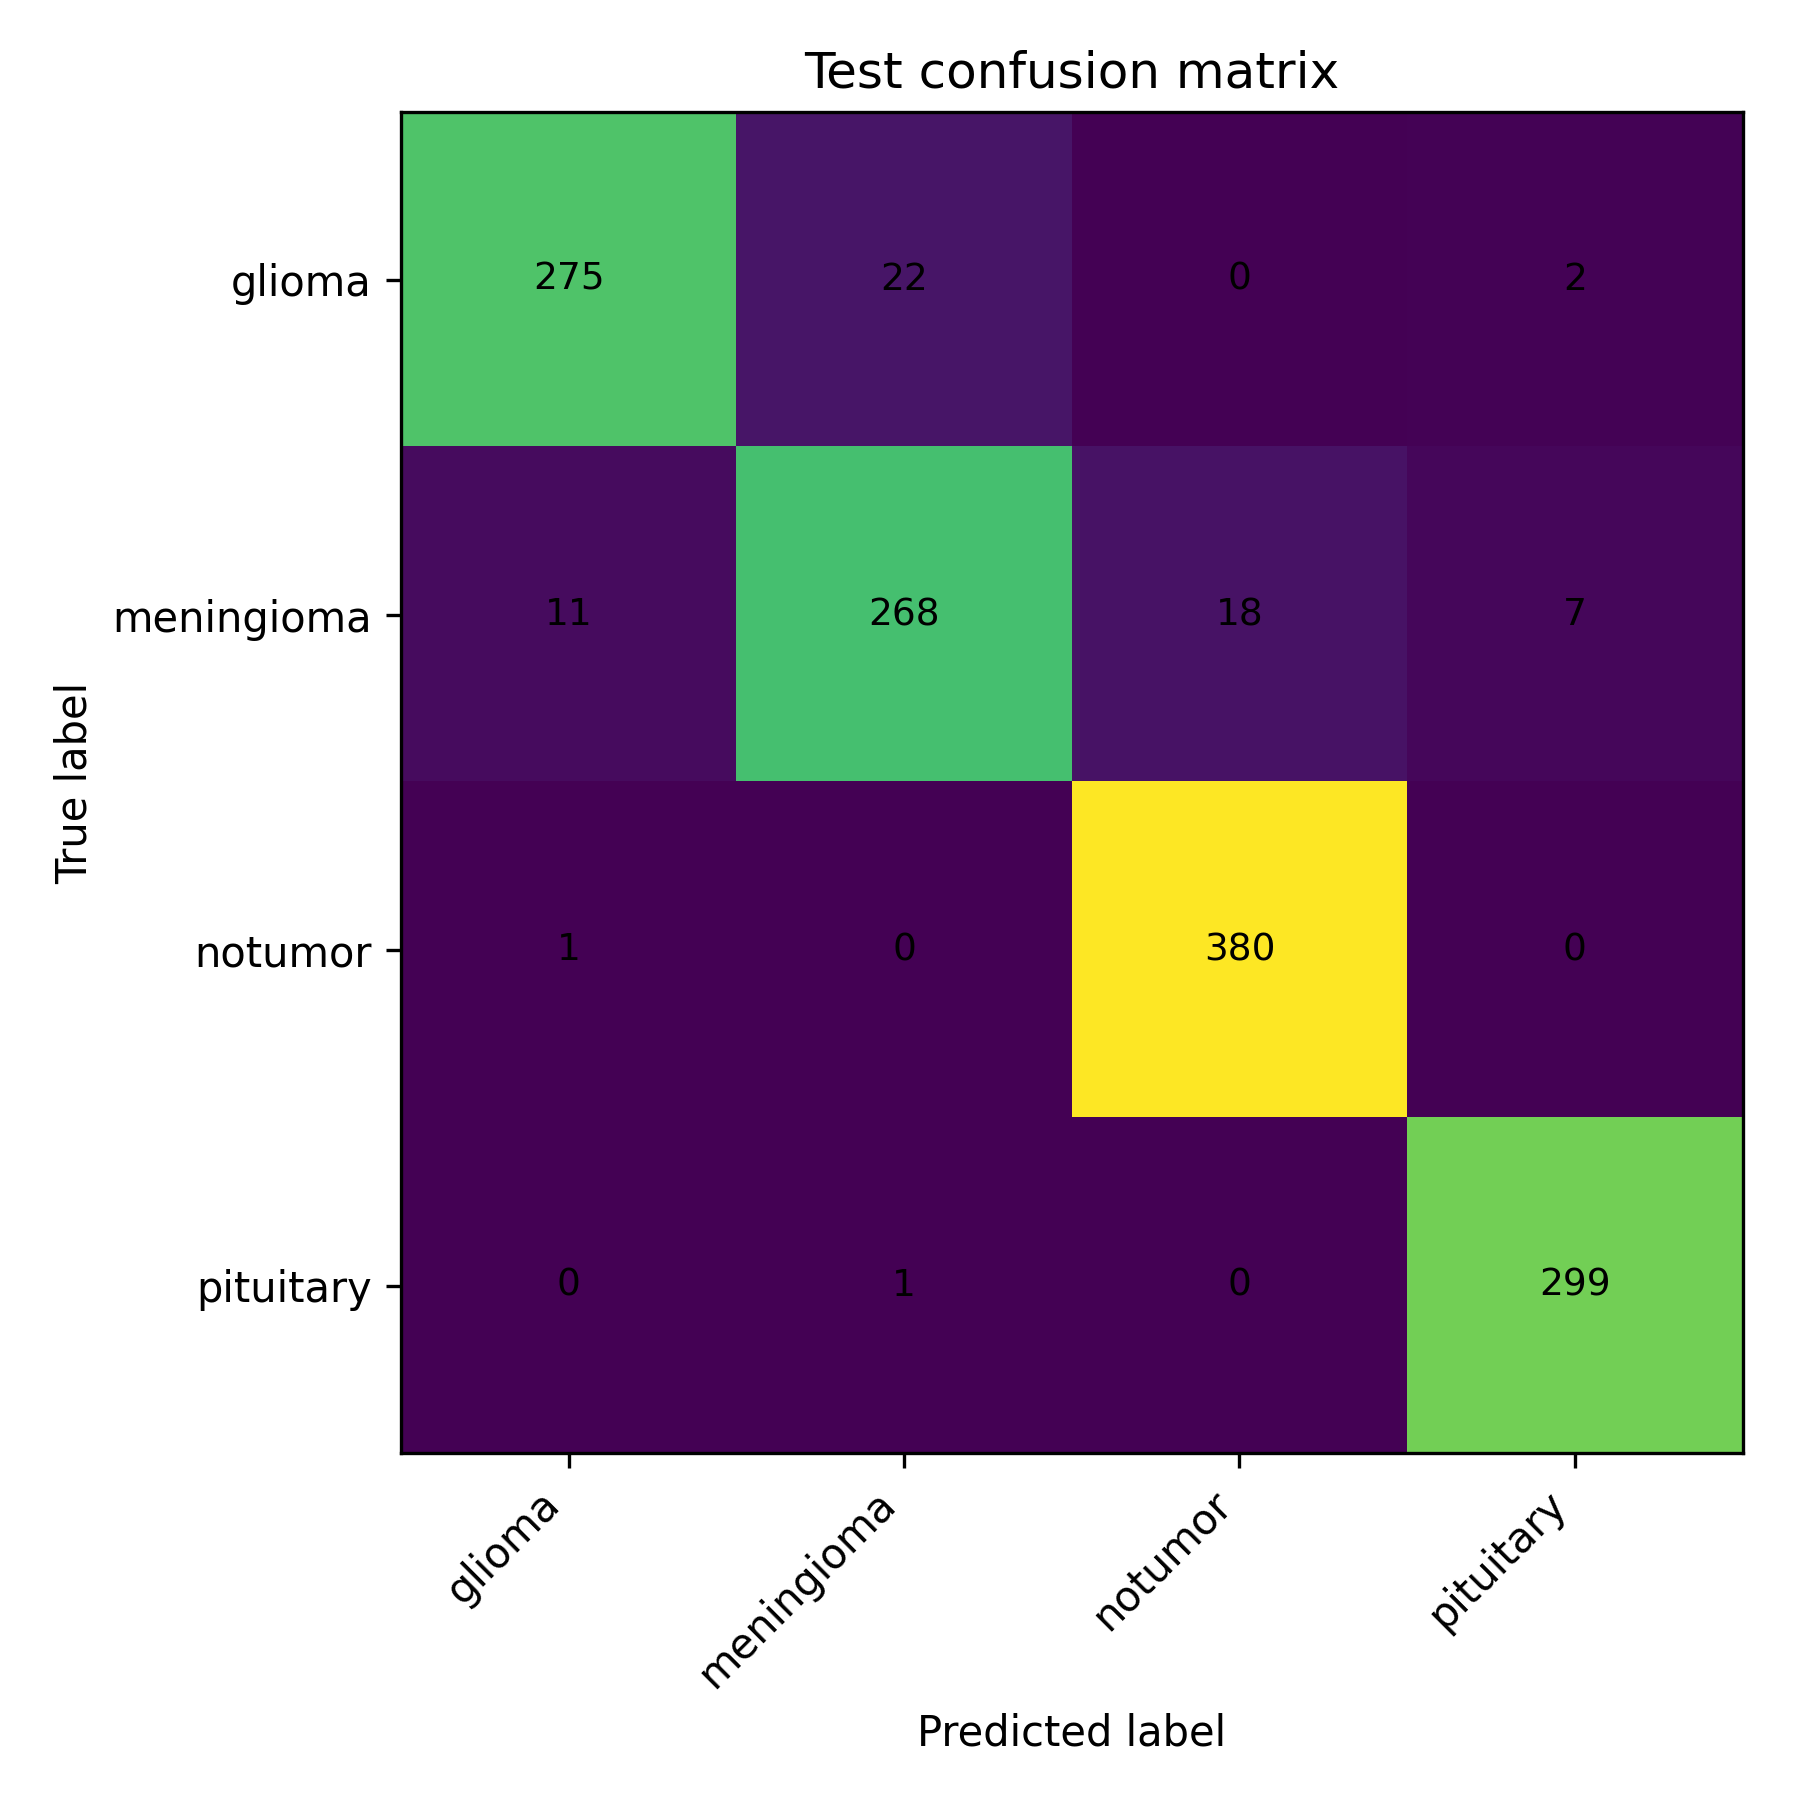 Test confusion matrix
True label
glioma 275 22 0 2
meningioma 11 268 18 7
notumor 1 0 380 0
pituitary 0 1 0 299
glioma meningioma notumor pituitary
Predicted label